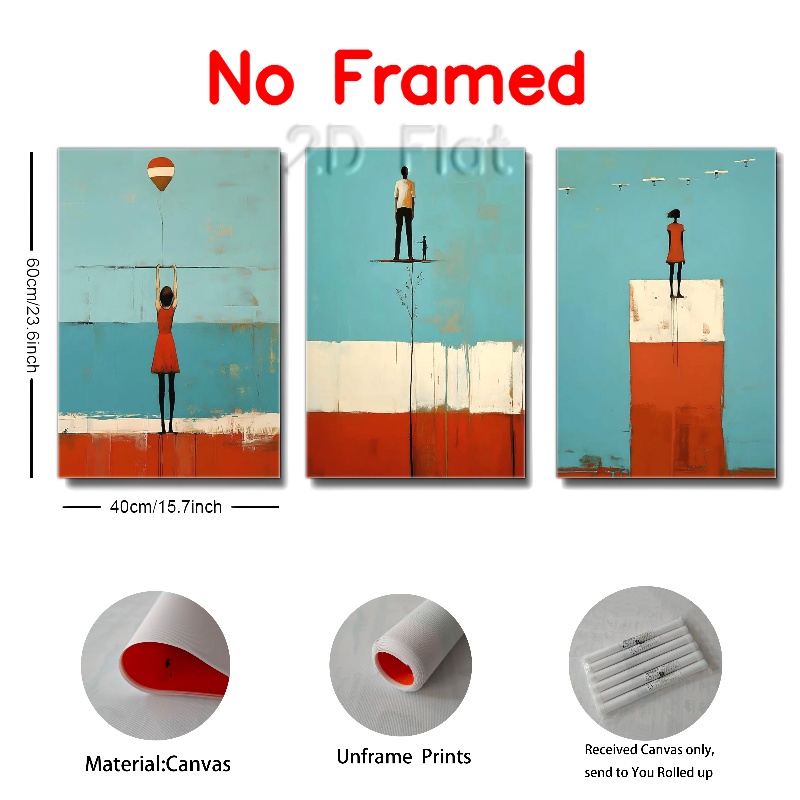 No Framed
2D Flat
60cm/23.6inch
40cm/15.7inch
Material:Canvas
Unframe Prints
Received Canvas only,
send to You Rolled up